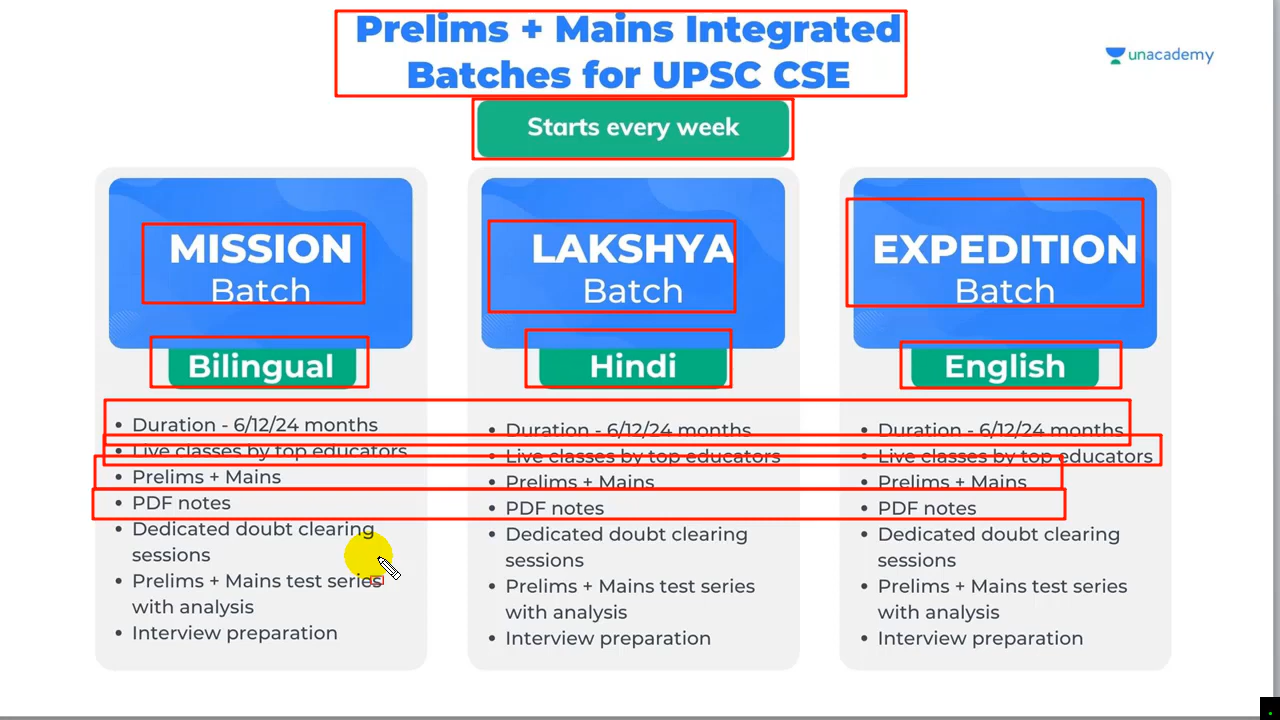 Prelims + Mains Integrated
Batches for UPSC CSE
unacademy
Starts every week
MISSION
Batch
Bilingual
• Duration - 6/12/24 months
• Live classes by top educators
• Prelims + Mains
• PDF notes
• Dedicated doubt clearing
sessions
• Prelims + Mains test series
with analysis
• Interview preparation
LAKSHYA
Batch
Hindi
• Duration - 6/12/24 months
• Live classes by top educators
• Prelims + Mains
• PDF notes
• Dedicated doubt clearing
sessions
• Prelims + Mains test series
with analysis
• Interview preparation
EXPEDITION
Batch
English
• Duration - 6/12/24 months
• Live classes by top educators
• Prelims + Mains
• PDF notes
• Dedicated doubt clearing
sessions
• Prelims + Mains test series
with analysis
• Interview preparation